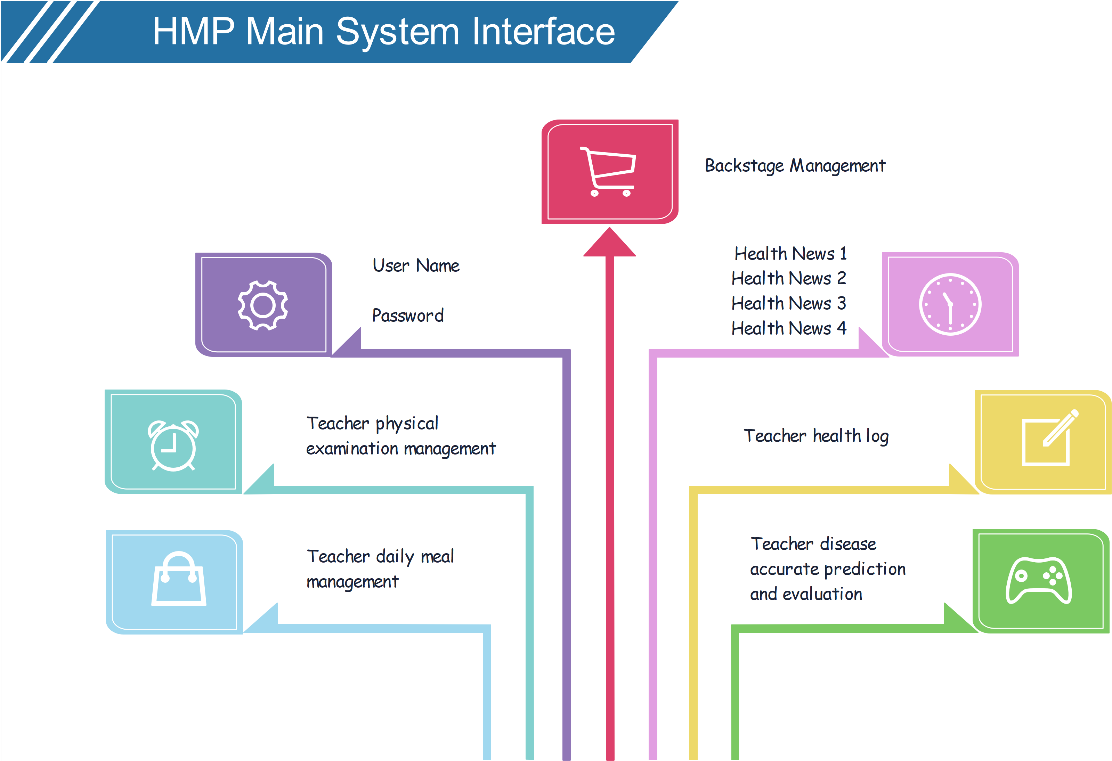 HMP Main System Interface
Backstage Management
User Name
Password
Health News 1
Health News 2
Health News 3
Health News 4
Teacher physical
examination management
Teacher health log
Teacher daily meal
management
Teacher disease
accurate prediction
and evaluation